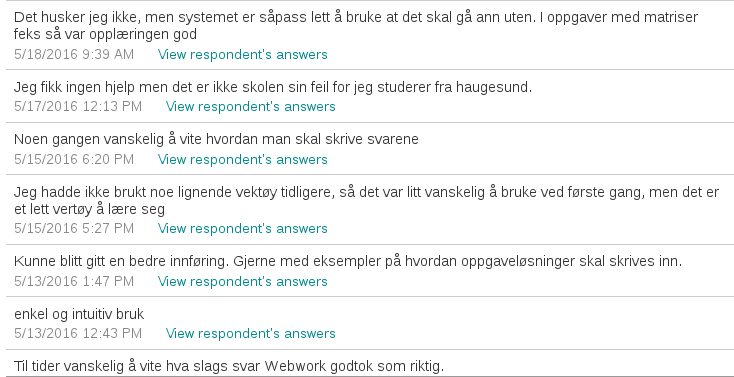 Det husker jeg ikke, men systemet er såpass lett å bruke at det skal gå ann uten. I oppgaver med matriser
feks så var opplæringen god
5/18/2016 9:39 AM View respondent's answers
Jeg fikk ingen hjelp men det er ikke skolen sin feil for jeg studerer fra haugesund.
5/17/2016 12:13 PM View respondent's answers
Noen gangen vanskelig å vite hvordan man skal skrive svarene
5/15/2016 6:20 PM View respondent's answers
Jeg hadde ikke brukt noe lignende vektøy tidligere, så det var litt vanskelig å bruke ved første gang, men det er
et lett vertøy å lære seg
5/15/2016 5:27 PM View respondent's answers
Kunne blitt gitt en bedre innføring. Gjerne med eksempler på hvordan oppgaveløsninger skal skrives inn.
5/13/2016 1:47 PM View respondent's answers
enkel og intuitiv bruk
5/13/2016 12:43 PM View respondent's answers
Til tider vanskelig å vite hva slags svar Webwork godtok som riktig.